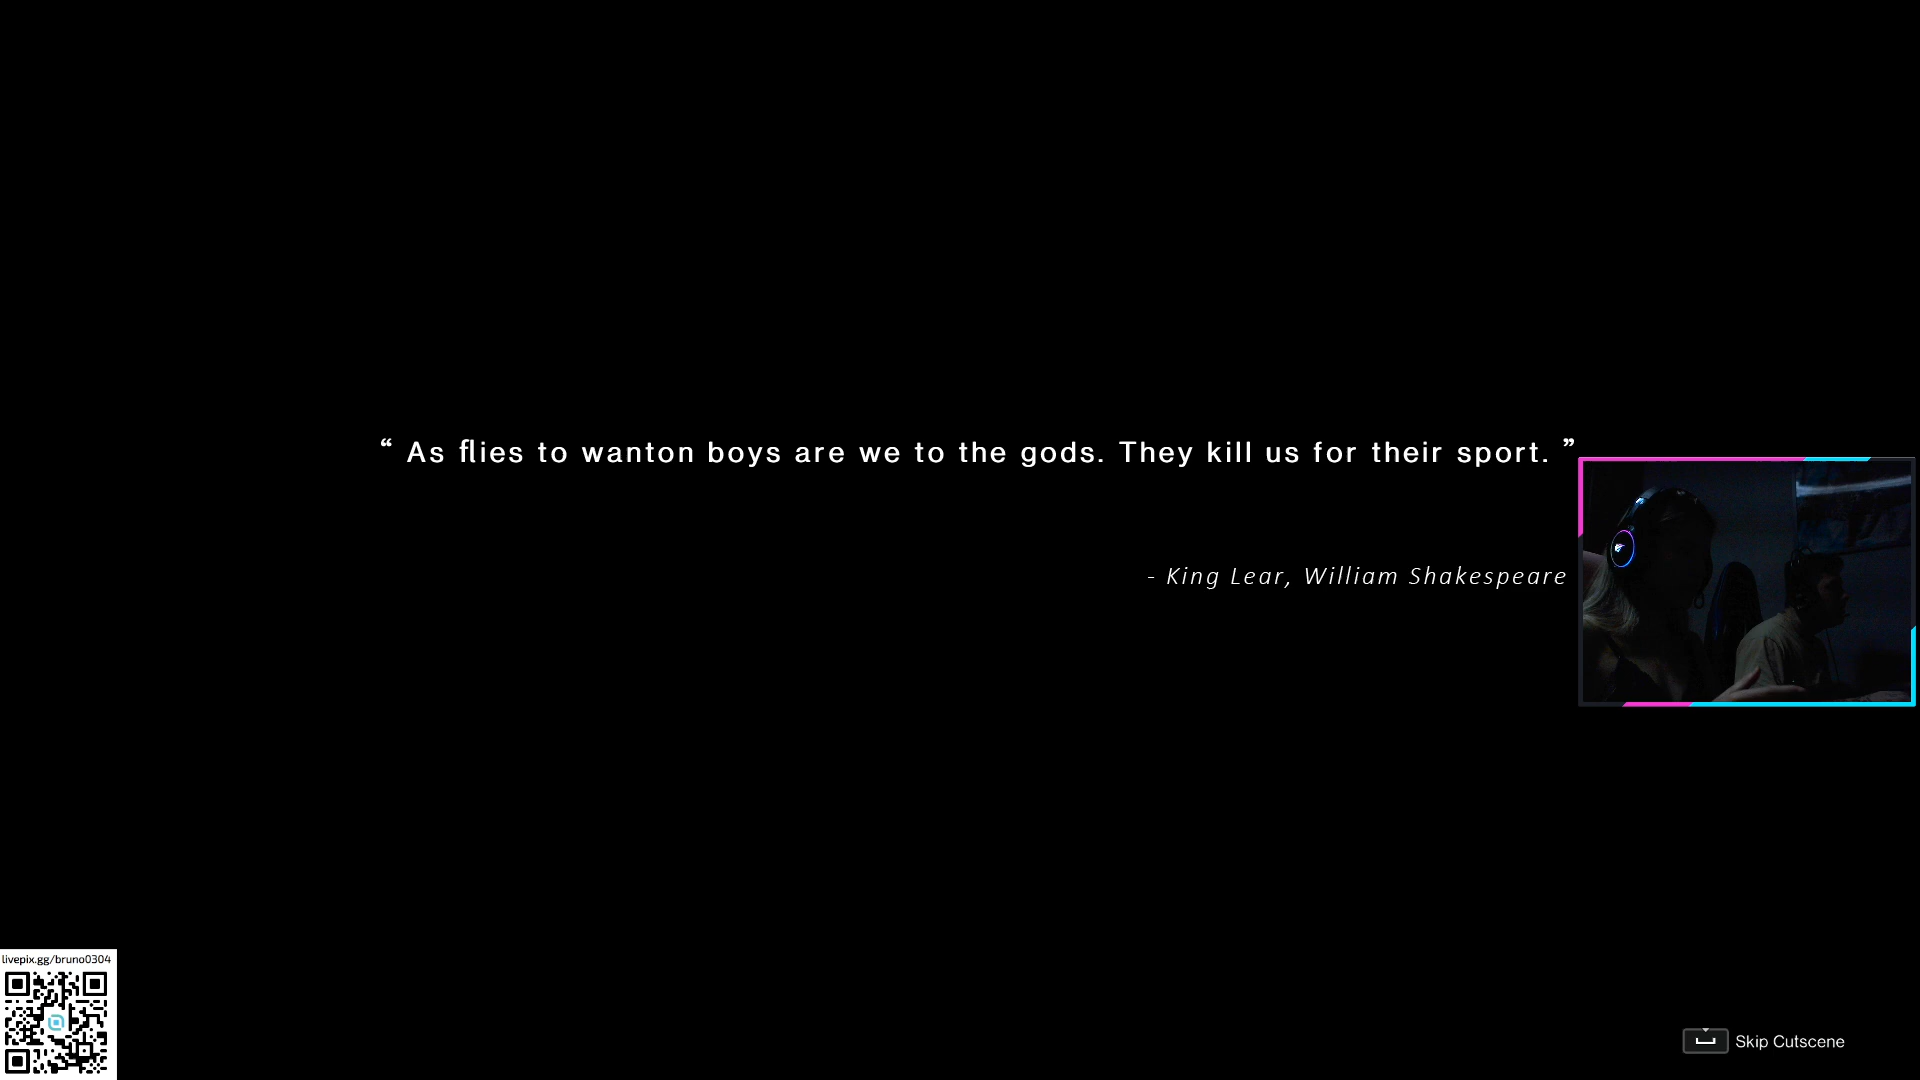 “ As flies to wanton boys are we to the gods. They kill us for their sport. ”
- King Lear, William Shakespeare
livepix.gg/bruno0304
Skip Cutscene